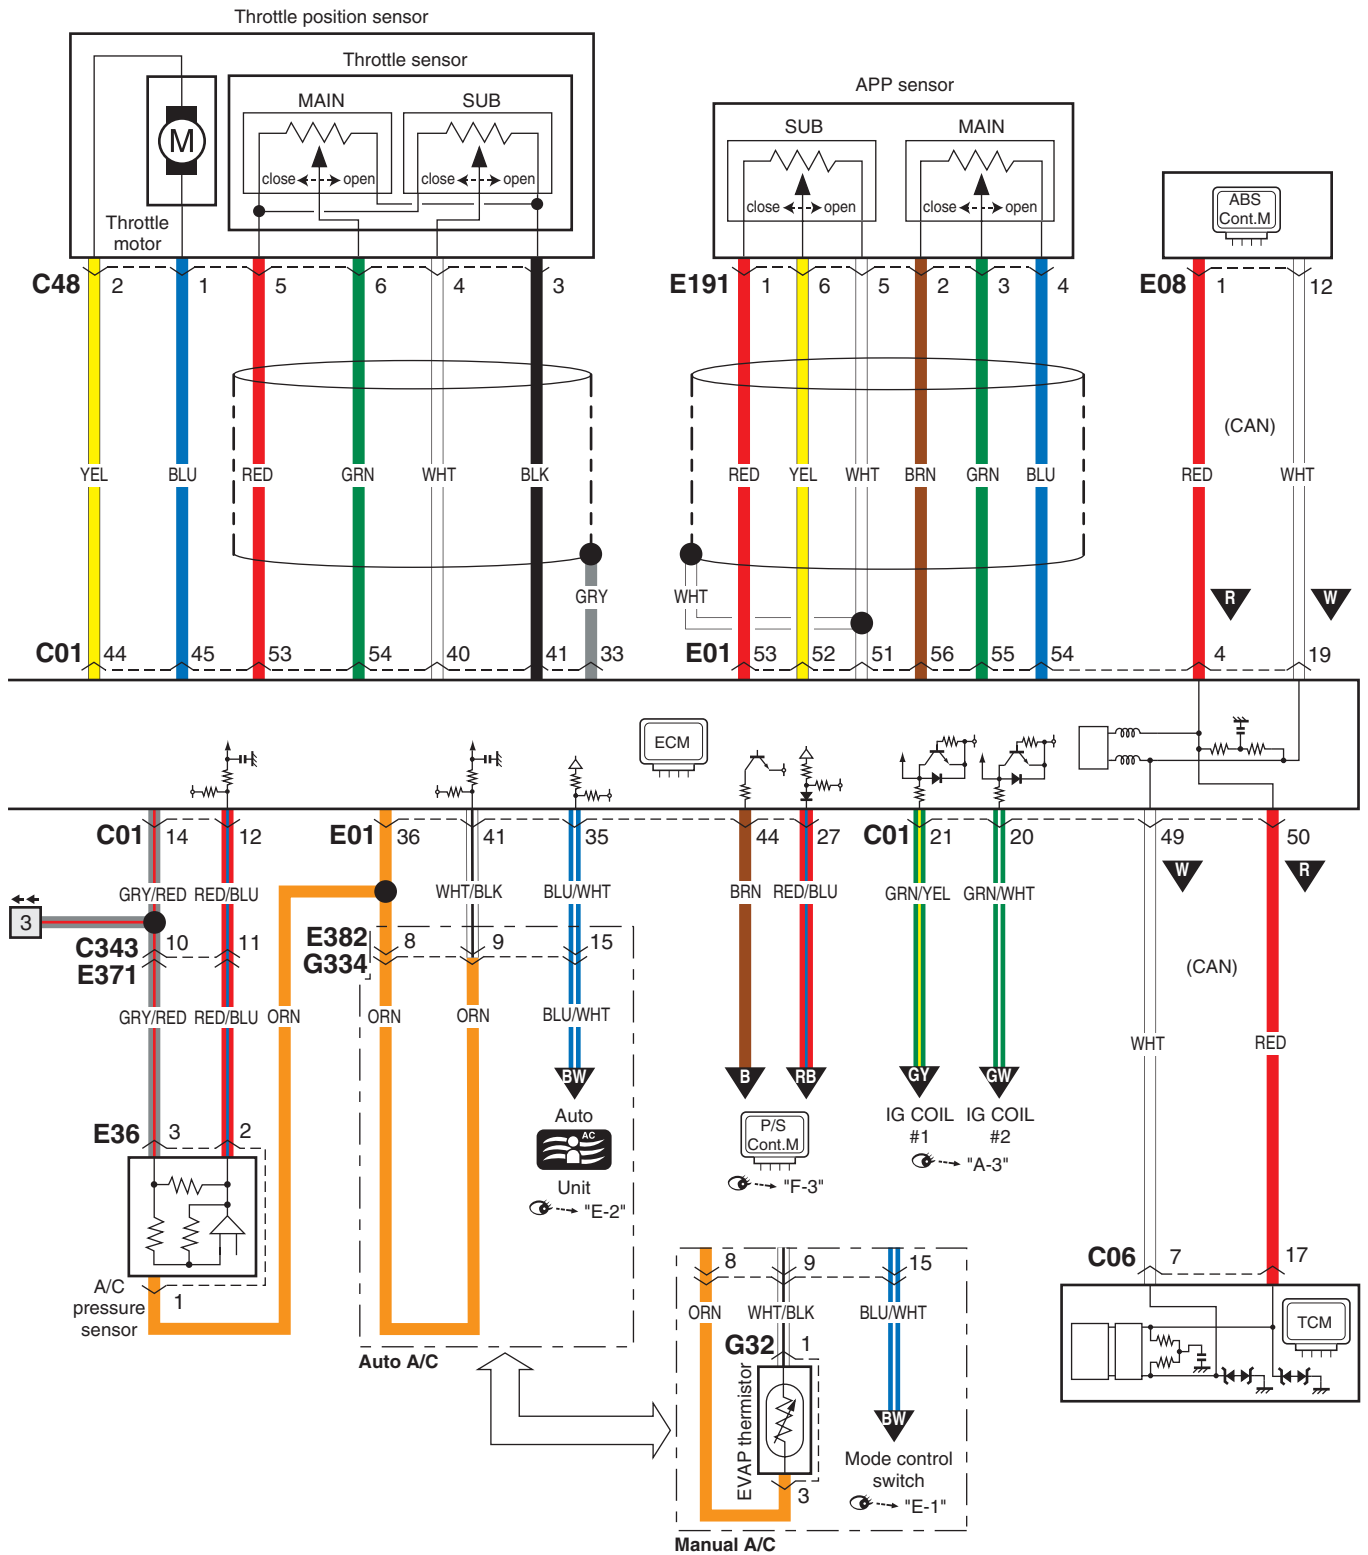 Throttle position sensor
Throttle sensor
MAIN SUB
M
close open close open
Throttle
motor
APP sensor
SUB MAIN
close open close open
ABS
Cont.M
C48 2 1 5 6 4 3
E191 1 6 5 2 3 4
E08 1 12
(CAN)
YEL BLU RED GRN WHT BLK
RED YEL WHT BRN GRN BLU
RED WHT
GRY WHT
R W
C01 44 45 53 54 40 41 33
E01 53 52 51 56 55 54 4 19
ECM
C01 14 12
E01 36 41 35 44 27
C01 21 20 49 50
W R
GRY/RED RED/BLU WHT/BLK BLU/WHT BRN RED/BLU GRN/YEL GRN/WHT
3
C343 10 11
E371
E382 8 9 15
G334
(CAN)
GRY/RED RED/BLU ORN ORN ORN BLU/WHT
WHT RED
BW B RB GY GW
Auto
AC
Unit
"E-2"
P/S
Cont.M
"F-3"
IG COIL
#1
IG COIL
#2
"A-3"
E36 3 2
A/C
pressure
sensor
1
Auto A/C
8 9 15
ORN WHT/BLK BLU/WHT
G32 1
EVAP thermistor
3
BW
Mode control
switch
"E-1"
Manual A/C
C06 7 17
TCM